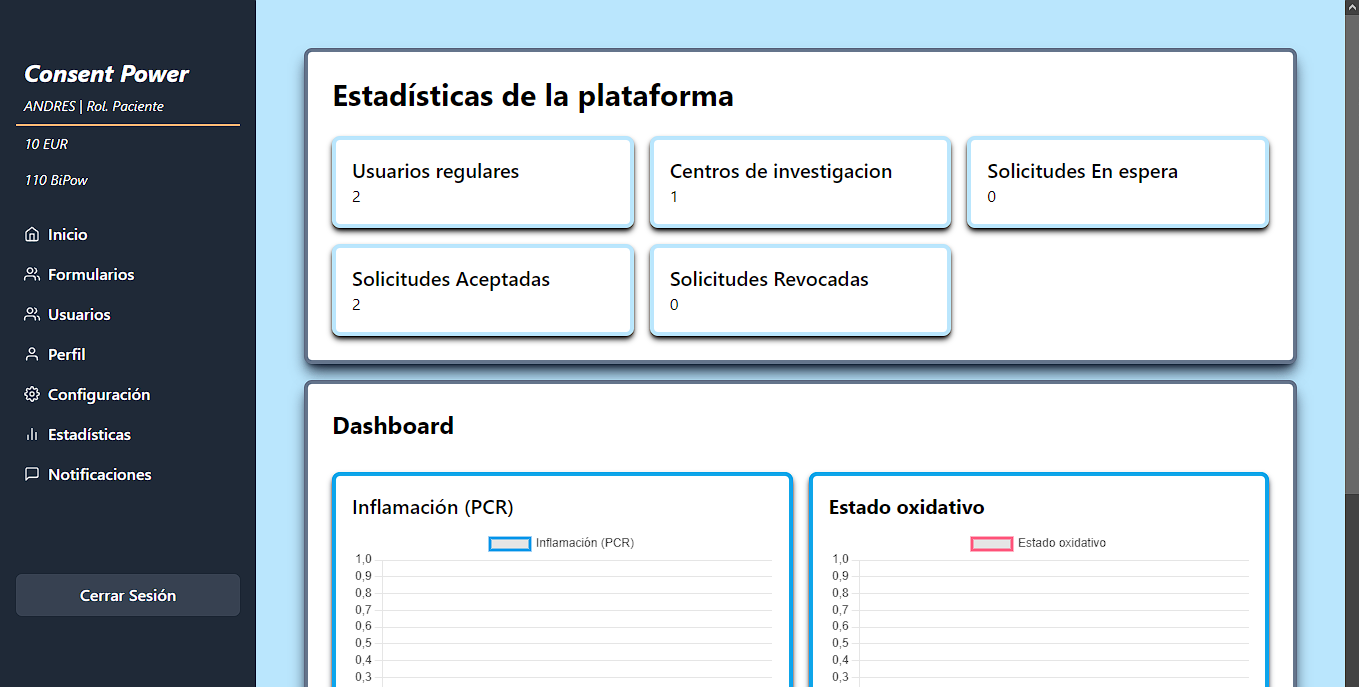 Consent Power
ANDRES | Rol. Paciente
10 EUR
110 BiPow
Inicio
Formularios
Usuarios
Perfil
Configuración
Estadísticas
Notificaciones
Cerrar Sesión
Estadísticas de la plataforma
Usuarios regulares
2
Centros de investigacion
1
Solicitudes En espera
0
Solicitudes Aceptadas
2
Solicitudes Revocadas
0
Dashboard
Inflamación (PCR)
Inflamación (PCR)
1,0
0,9
0,8
0,7
0,6
0,5
0,4
0,3
Estado oxidativo
Estado oxidativo
1,0
0,9
0,8
0,7
0,6
0,5
0,4
0,3